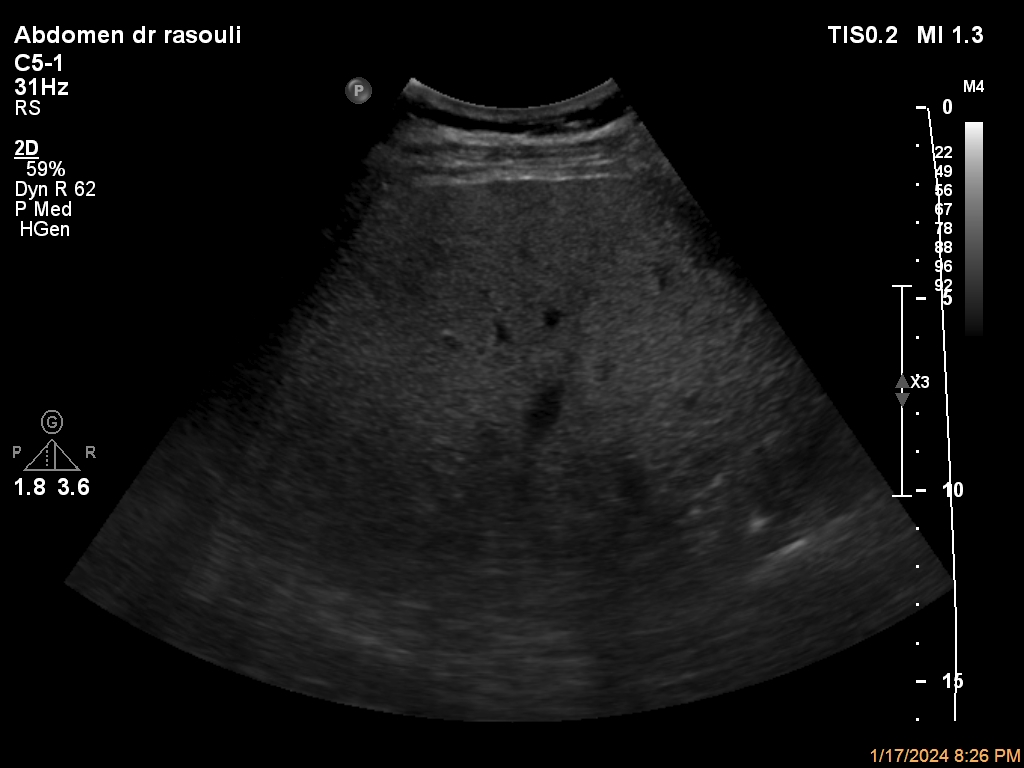 Abdomen dr rasouli
TIS0.2 MI 1.3
C5-1
31Hz
RS
2D
59%
Dyn R 62
P Med
HGen
P
M4
0
22
49
56
67
78
88
96
92
5
X3
10
15
G
P R
1.8 3.6
1/17/2024 8:26 PM